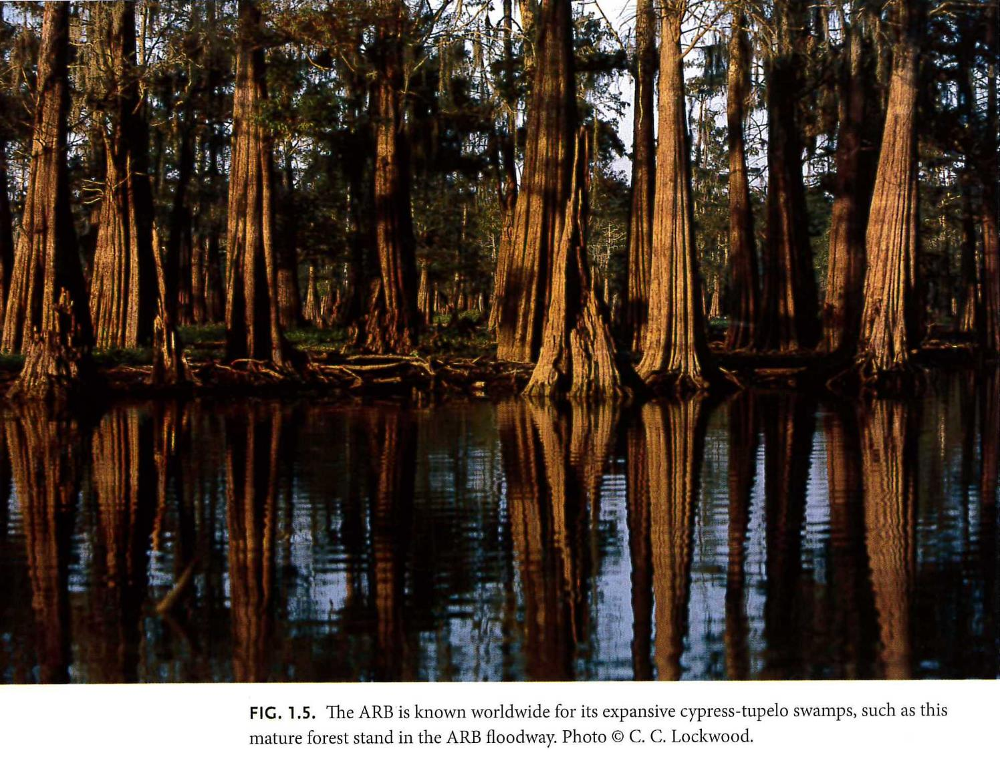 FIG. 1.5. The ARB is known worldwide for its expansive cypress-tupelo swamps, such as this
mature forest stand in the ARB floodway. Photo © C. C. Lockwood.